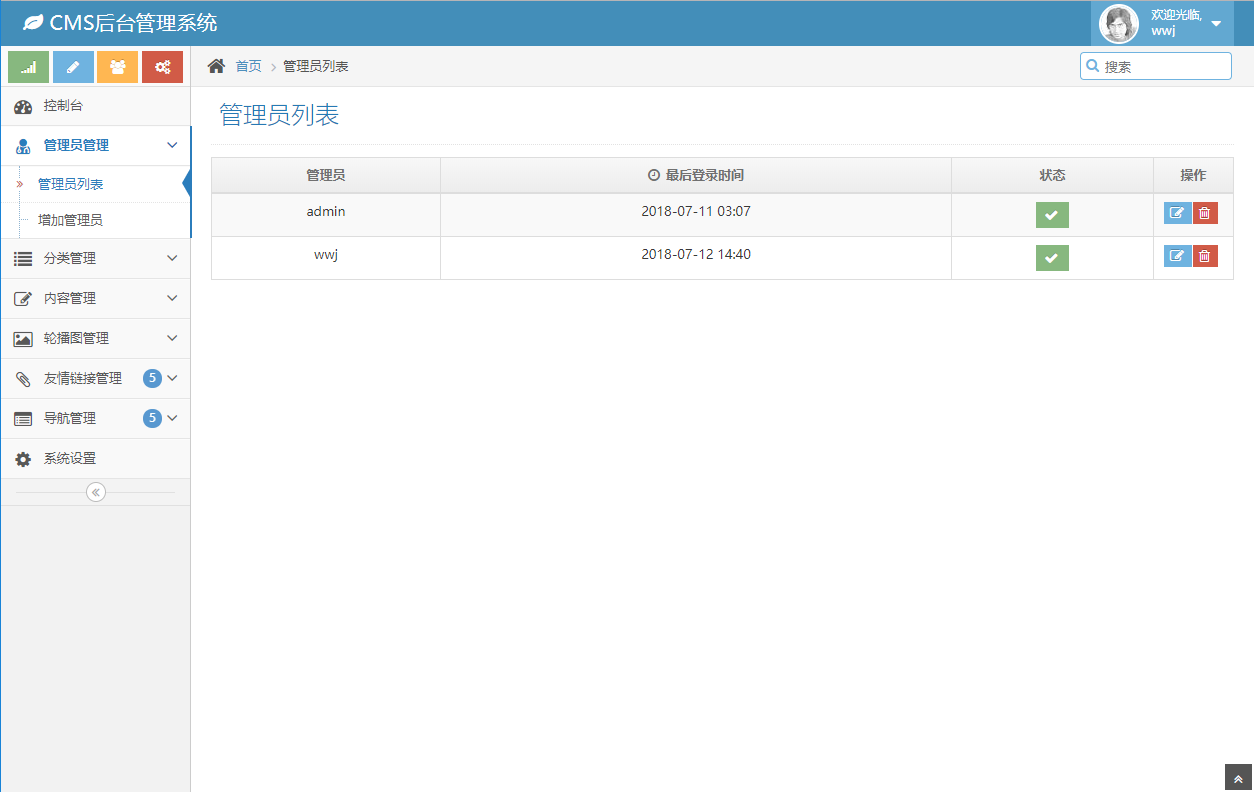 CMS后台管理系统
欢迎光临,
wwj
首页
管理员列表
搜索
控制台
管理员管理
管理员列表
增加管理员
分类管理
内容管理
轮播图管理
友情链接管理 5
导航管理 5
系统设置
管理员列表
管理员 最后登录时间 状态 操作
admin 2018-07-11 03:07
wwj 2018-07-12 14:40